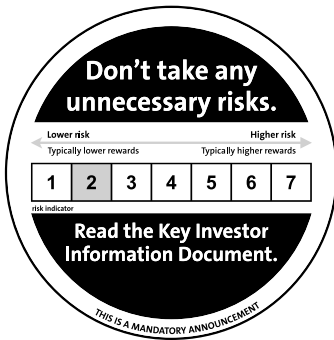 Don't take any
unnecessary risks.
Lower risk Higher risk
Typically lower rewards Typically higher rewards
1 2 3 4 5 6 7
risk indicator
Read the Key Investor
Information Document.
THIS IS A MANDATORY ANNOUNCEMENT